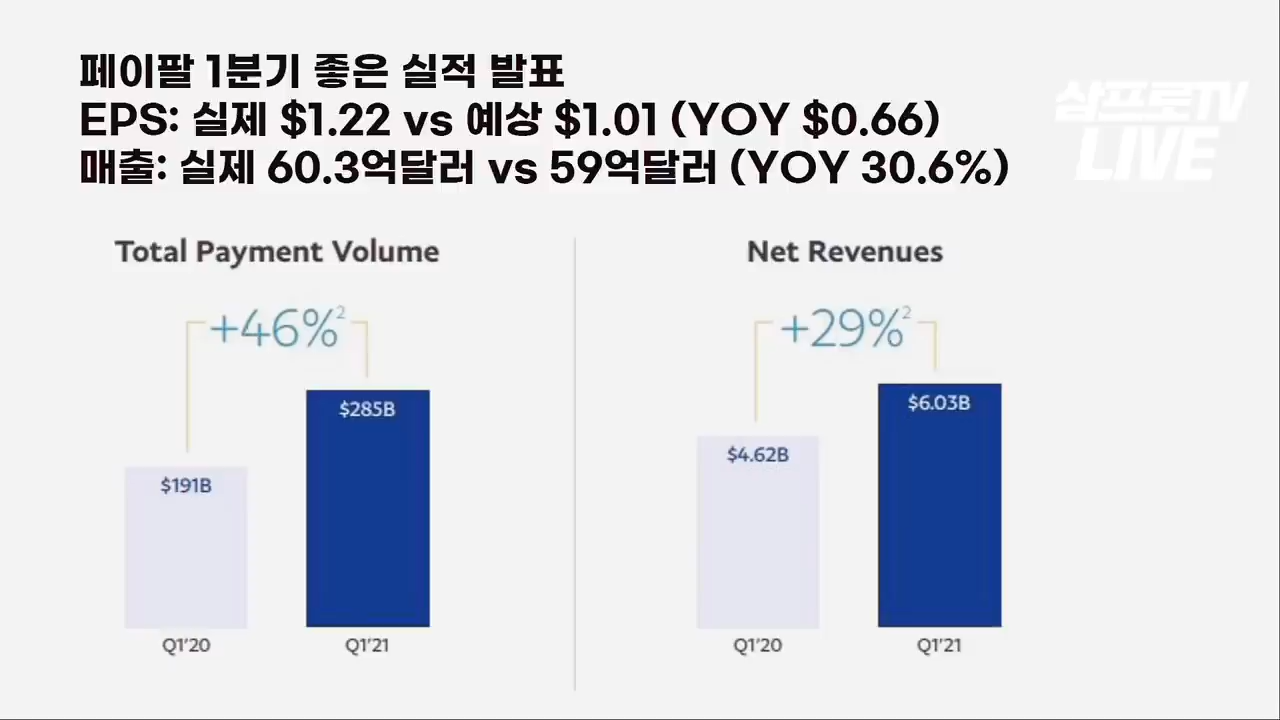 페이팔 1분기 좋은 실적 발표
EPS: 실제 $1.22 vs 예상 $1.01 (YOY $0.66)
매출: 실제 60.3억달러 vs 59억달러 (YOY 30.6%)
삼프로TV
LIVE
Total Payment Volume
+46%²
$285B
$191B
Q1'20
Q1'21
Net Revenues
+29%²
$6.03B
$4.62B
Q1'20
Q1'21